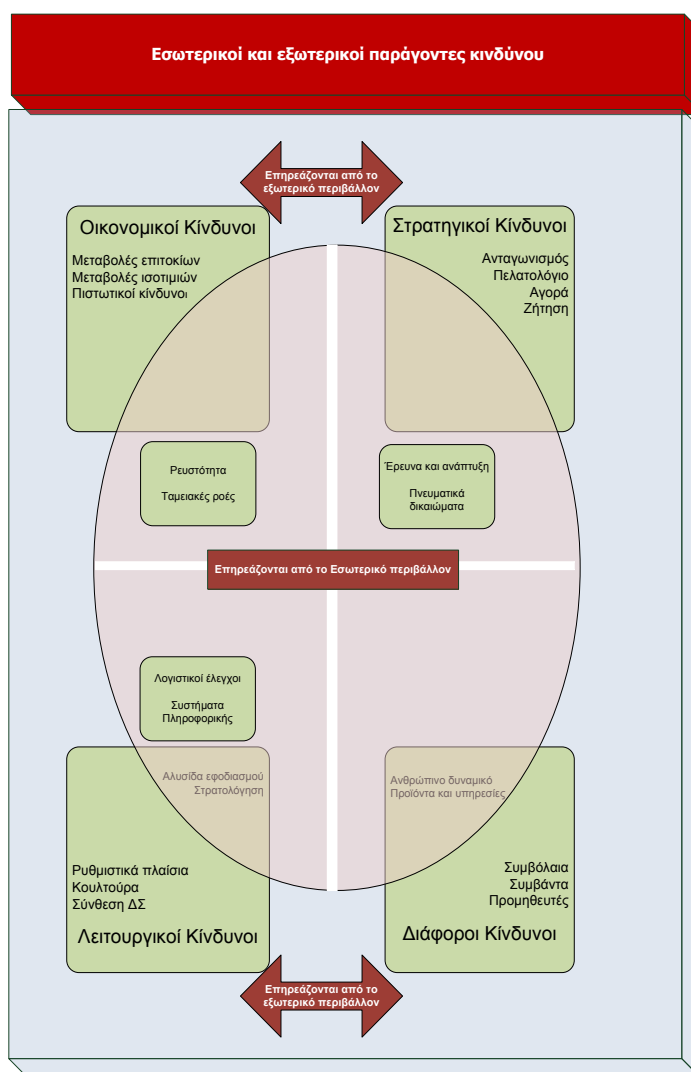 Εσωτερικοί και εξωτερικοί παράγοντες κινδύνου
Επηρεάζονται από το
εξωτερικό περιβάλλον
Οικονομικοί Κίνδυνοι
Μεταβολές επιτοκίων
Μεταβολές ισοτιμιών
Πιστωτικοί κίνδυνοι
Στρατηγικοί Κίνδυνοι
Ανταγωνισμός
Πελατολόγιο
Αγορά
Ζήτηση
Ρευστότητα
Ταμειακές ροές
Έρευνα και ανάπτυξη
Πνευματικά
δικαιώματα
Επηρεάζονται από το Εσωτερικό περιβάλλον
Λογιστικοί έλεγχοι
Συστήματα
Πληροφορικής
Αλυσίδα εφοδιασμού
Στρατολόγηση
Ρυθμιστικά πλαίσια
Κουλτούρα
Σύνθεση ΔΣ
Λειτουργικοί Κίνδυνοι
Ανθρώπινο δυναμικό
Προϊόντα και υπηρεσίες
Συμβόλαια
Συμβάντα
Προμηθευτές
Διάφοροι Κίνδυνοι
Επηρεάζονται από το
εξωτερικό περιβάλλον